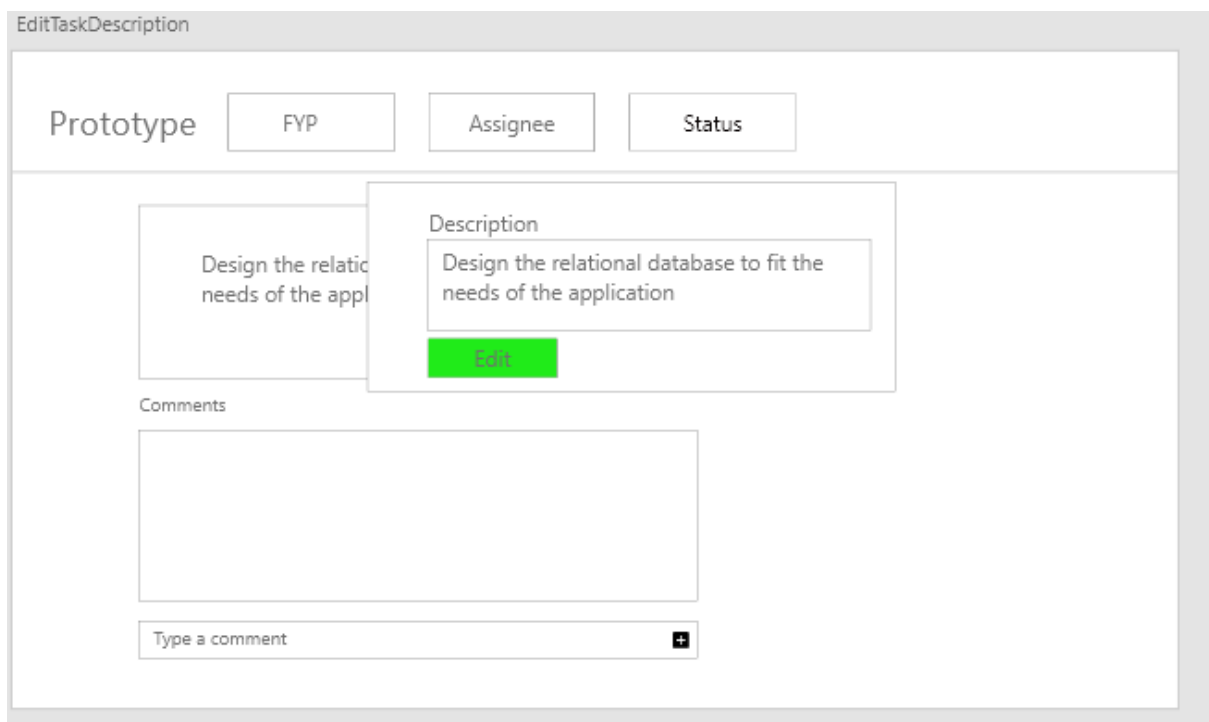 EditTaskDescription
Prototype
FYP
Assignee
Status
Description
Design the relational database to fit the
needs of the application
Edit
Design the relatic
needs of the appl
Comments
Type a comment